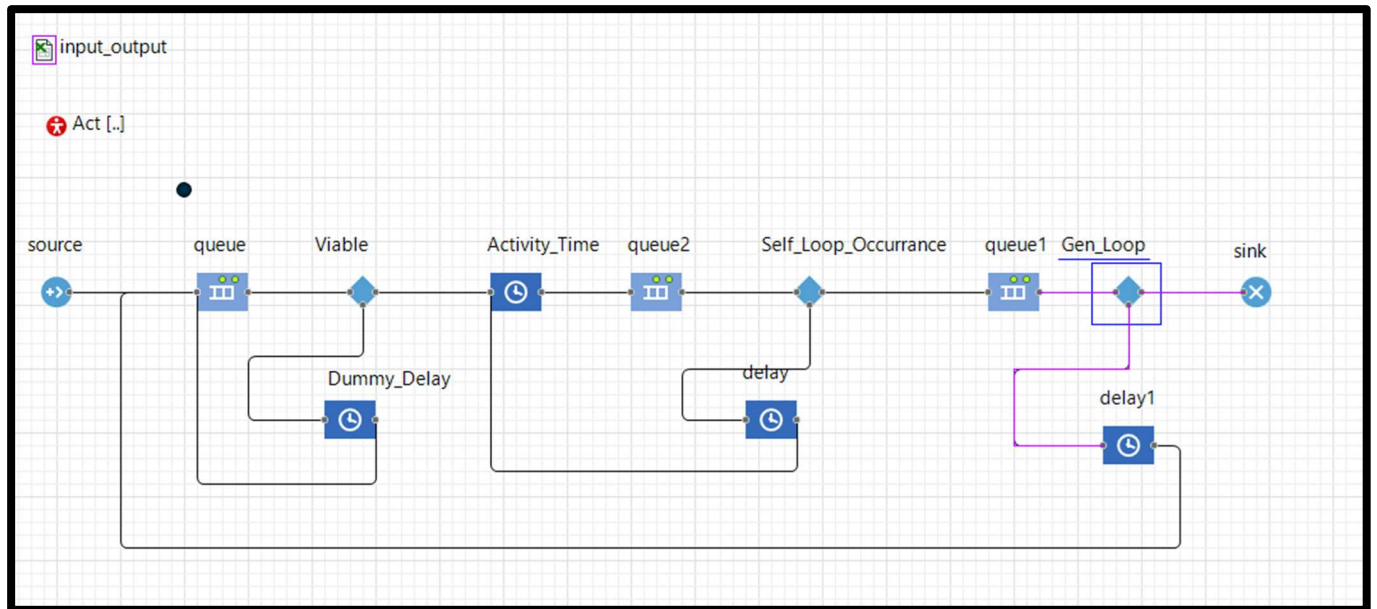 input_output
Act [..]
source
queue
Viable
Activity_Time
queue2
Self_Loop_Occurrance
queue1
Gen_Loop
sink
Dummy_Delay
delay
delay1